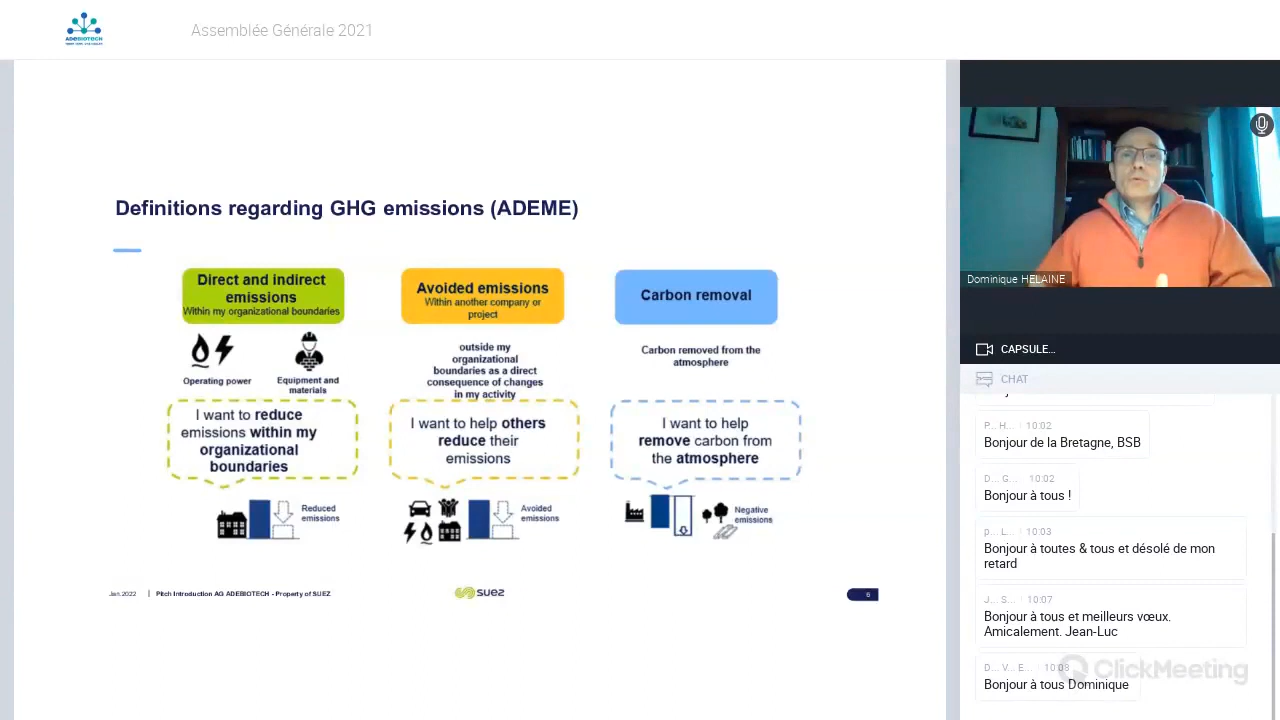 ADEBIOTECH
Assemblée Générale 2021
Definitions regarding GHG emissions (ADEME)
Direct and indirect
emissions
Within my organizational boundaries
Operating power
Equipment and
materials
I want to reduce
emissions within my
organizational
boundaries
Reduced
emissions
Avoided emissions
Within another company or
project
outside my
organizational
boundaries as a direct
consequence of changes
in my activity
I want to help others
reduce their
emissions
Avoided
emissions
Carbon removal
Carbon removed from the
atmosphere
I want to help
remove carbon from
the atmosphere
Negative
emissions
Jan.2022 | Pitch Introduction AG ADEBIOTECH - Property of SUEZ
suez
6
Dominique HELAINE
CAPSULE...
CHAT
P... H... 10:02
Bonjour de la Bretagne, BSB
D... G... 10:02
Bonjour à tous !
p... L... 10:03
Bonjour à toutes & tous et désolé de mon
retard
J... S... 10:07
Bonjour à tous et meilleurs vœux.
Amicalement. Jean-Luc
D... V... E... 10:08
Bonjour à tous Dominique
ClickMeeting